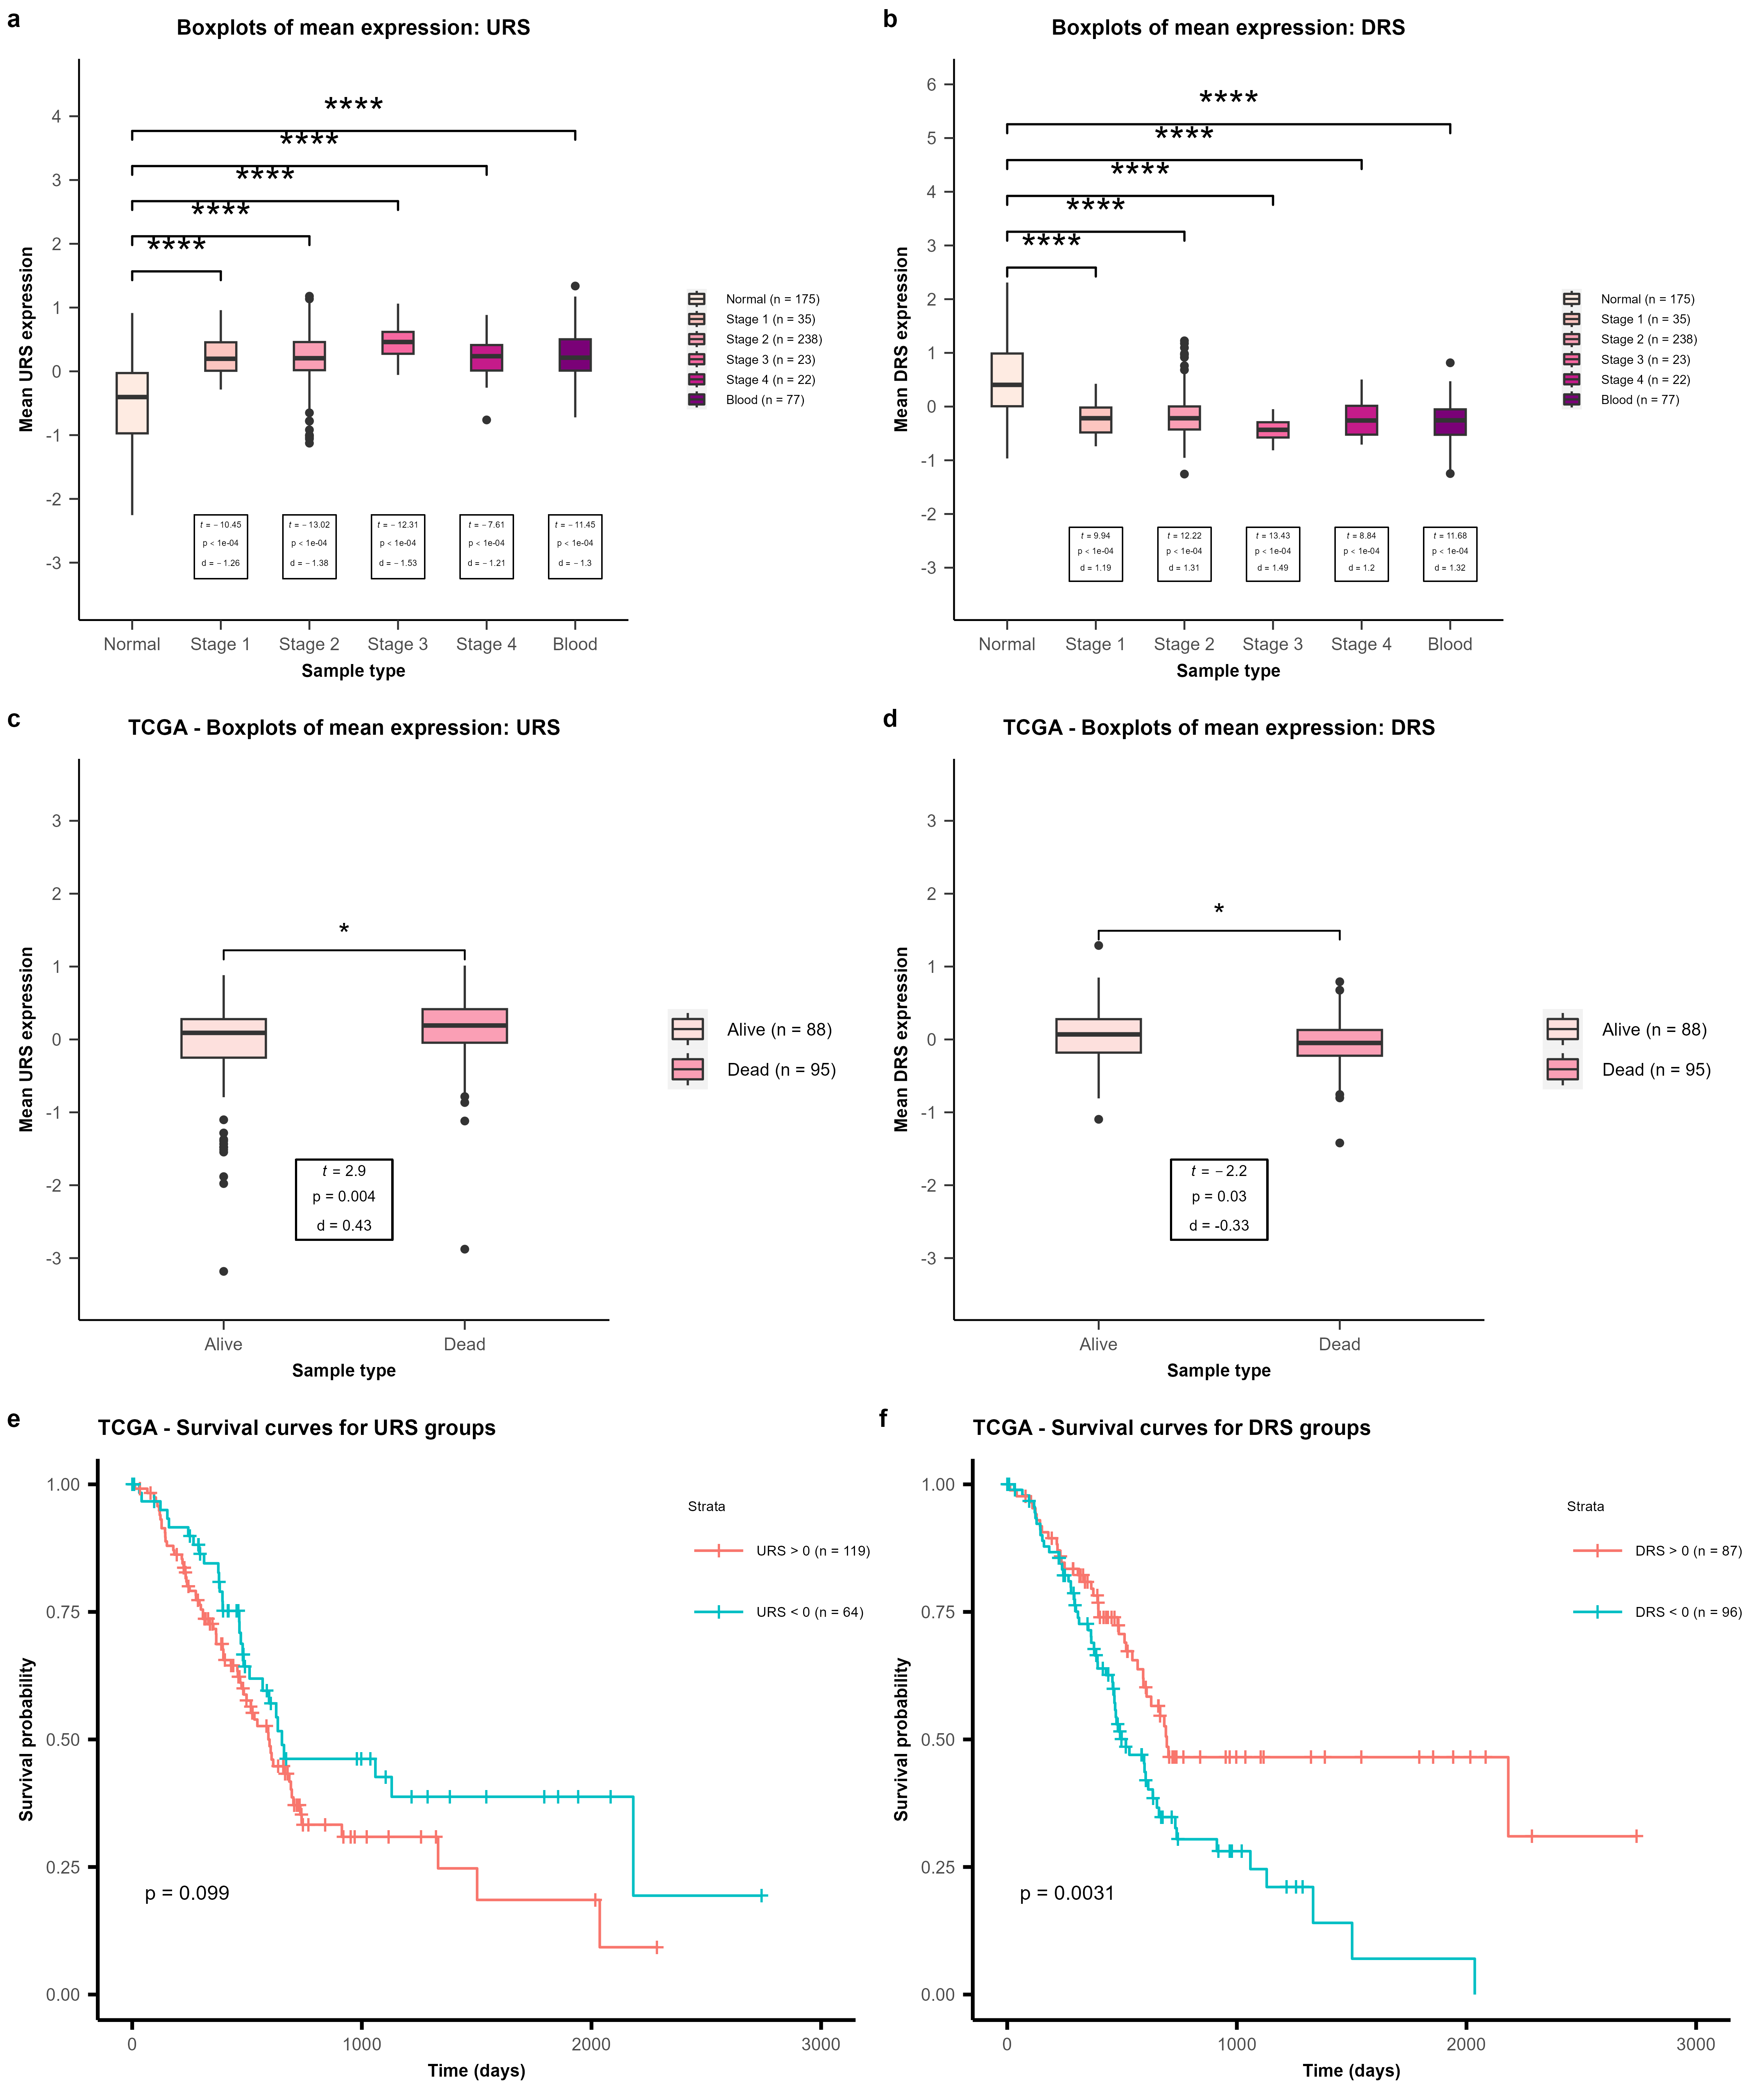 a
Boxplots of mean expression: URS
Mean URS expression
4
3
2
1
0
-1
-2
-3
****
****
****
****
****
t = − 10.45
p < 1e-04
d = − 1.26
t = − 13.02
p < 1e-04
d = − 1.38
t = − 12.31
p < 1e-04
d = − 1.53
t = − 7.61
p < 1e-04
d = − 1.21
t = − 11.45
p < 1e-04
d = − 1.3
Normal
Stage 1
Stage 2
Stage 3
Stage 4
Blood
Sample type
Normal (n = 175)
Stage 1 (n = 35)
Stage 2 (n = 238)
Stage 3 (n = 23)
Stage 4 (n = 22)
Blood (n = 77)
b
Boxplots of mean expression: DRS
Mean DRS expression
6
5
4
3
2
1
0
-1
-2
-3
****
****
****
****
****
t = 9.94
p < 1e-04
d = 1.19
t = 12.22
p < 1e-04
d = 1.31
t = 13.43
p < 1e-04
d = 1.49
t = 8.84
p < 1e-04
d = 1.2
t = 11.68
p < 1e-04
d = 1.32
Normal
Stage 1
Stage 2
Stage 3
Stage 4
Blood
Sample type
Normal (n = 175)
Stage 1 (n = 35)
Stage 2 (n = 238)
Stage 3 (n = 23)
Stage 4 (n = 22)
Blood (n = 77)
c
TCGA - Boxplots of mean expression: URS
Mean URS expression
3
2
1
0
-1
-2
-3
*
t = 2.9
p = 0.004
d = 0.43
Alive
Dead
Sample type
Alive (n = 88)
Dead (n = 95)
d
TCGA - Boxplots of mean expression: DRS
Mean DRS expression
3
2
1
0
-1
-2
-3
*
t = − 2.2
p = 0.03
d = -0.33
Alive
Dead
Sample type
Alive (n = 88)
Dead (n = 95)
e
TCGA - Survival curves for URS groups
Survival probability
1.00
0.75
0.50
0.25
0.00
p = 0.099
0
1000
2000
3000
Time (days)
Strata
URS > 0 (n = 119)
URS < 0 (n = 64)
f
TCGA - Survival curves for DRS groups
Survival probability
1.00
0.75
0.50
0.25
0.00
p = 0.0031
0
1000
2000
3000
Time (days)
Strata
DRS > 0 (n = 87)
DRS < 0 (n = 96)